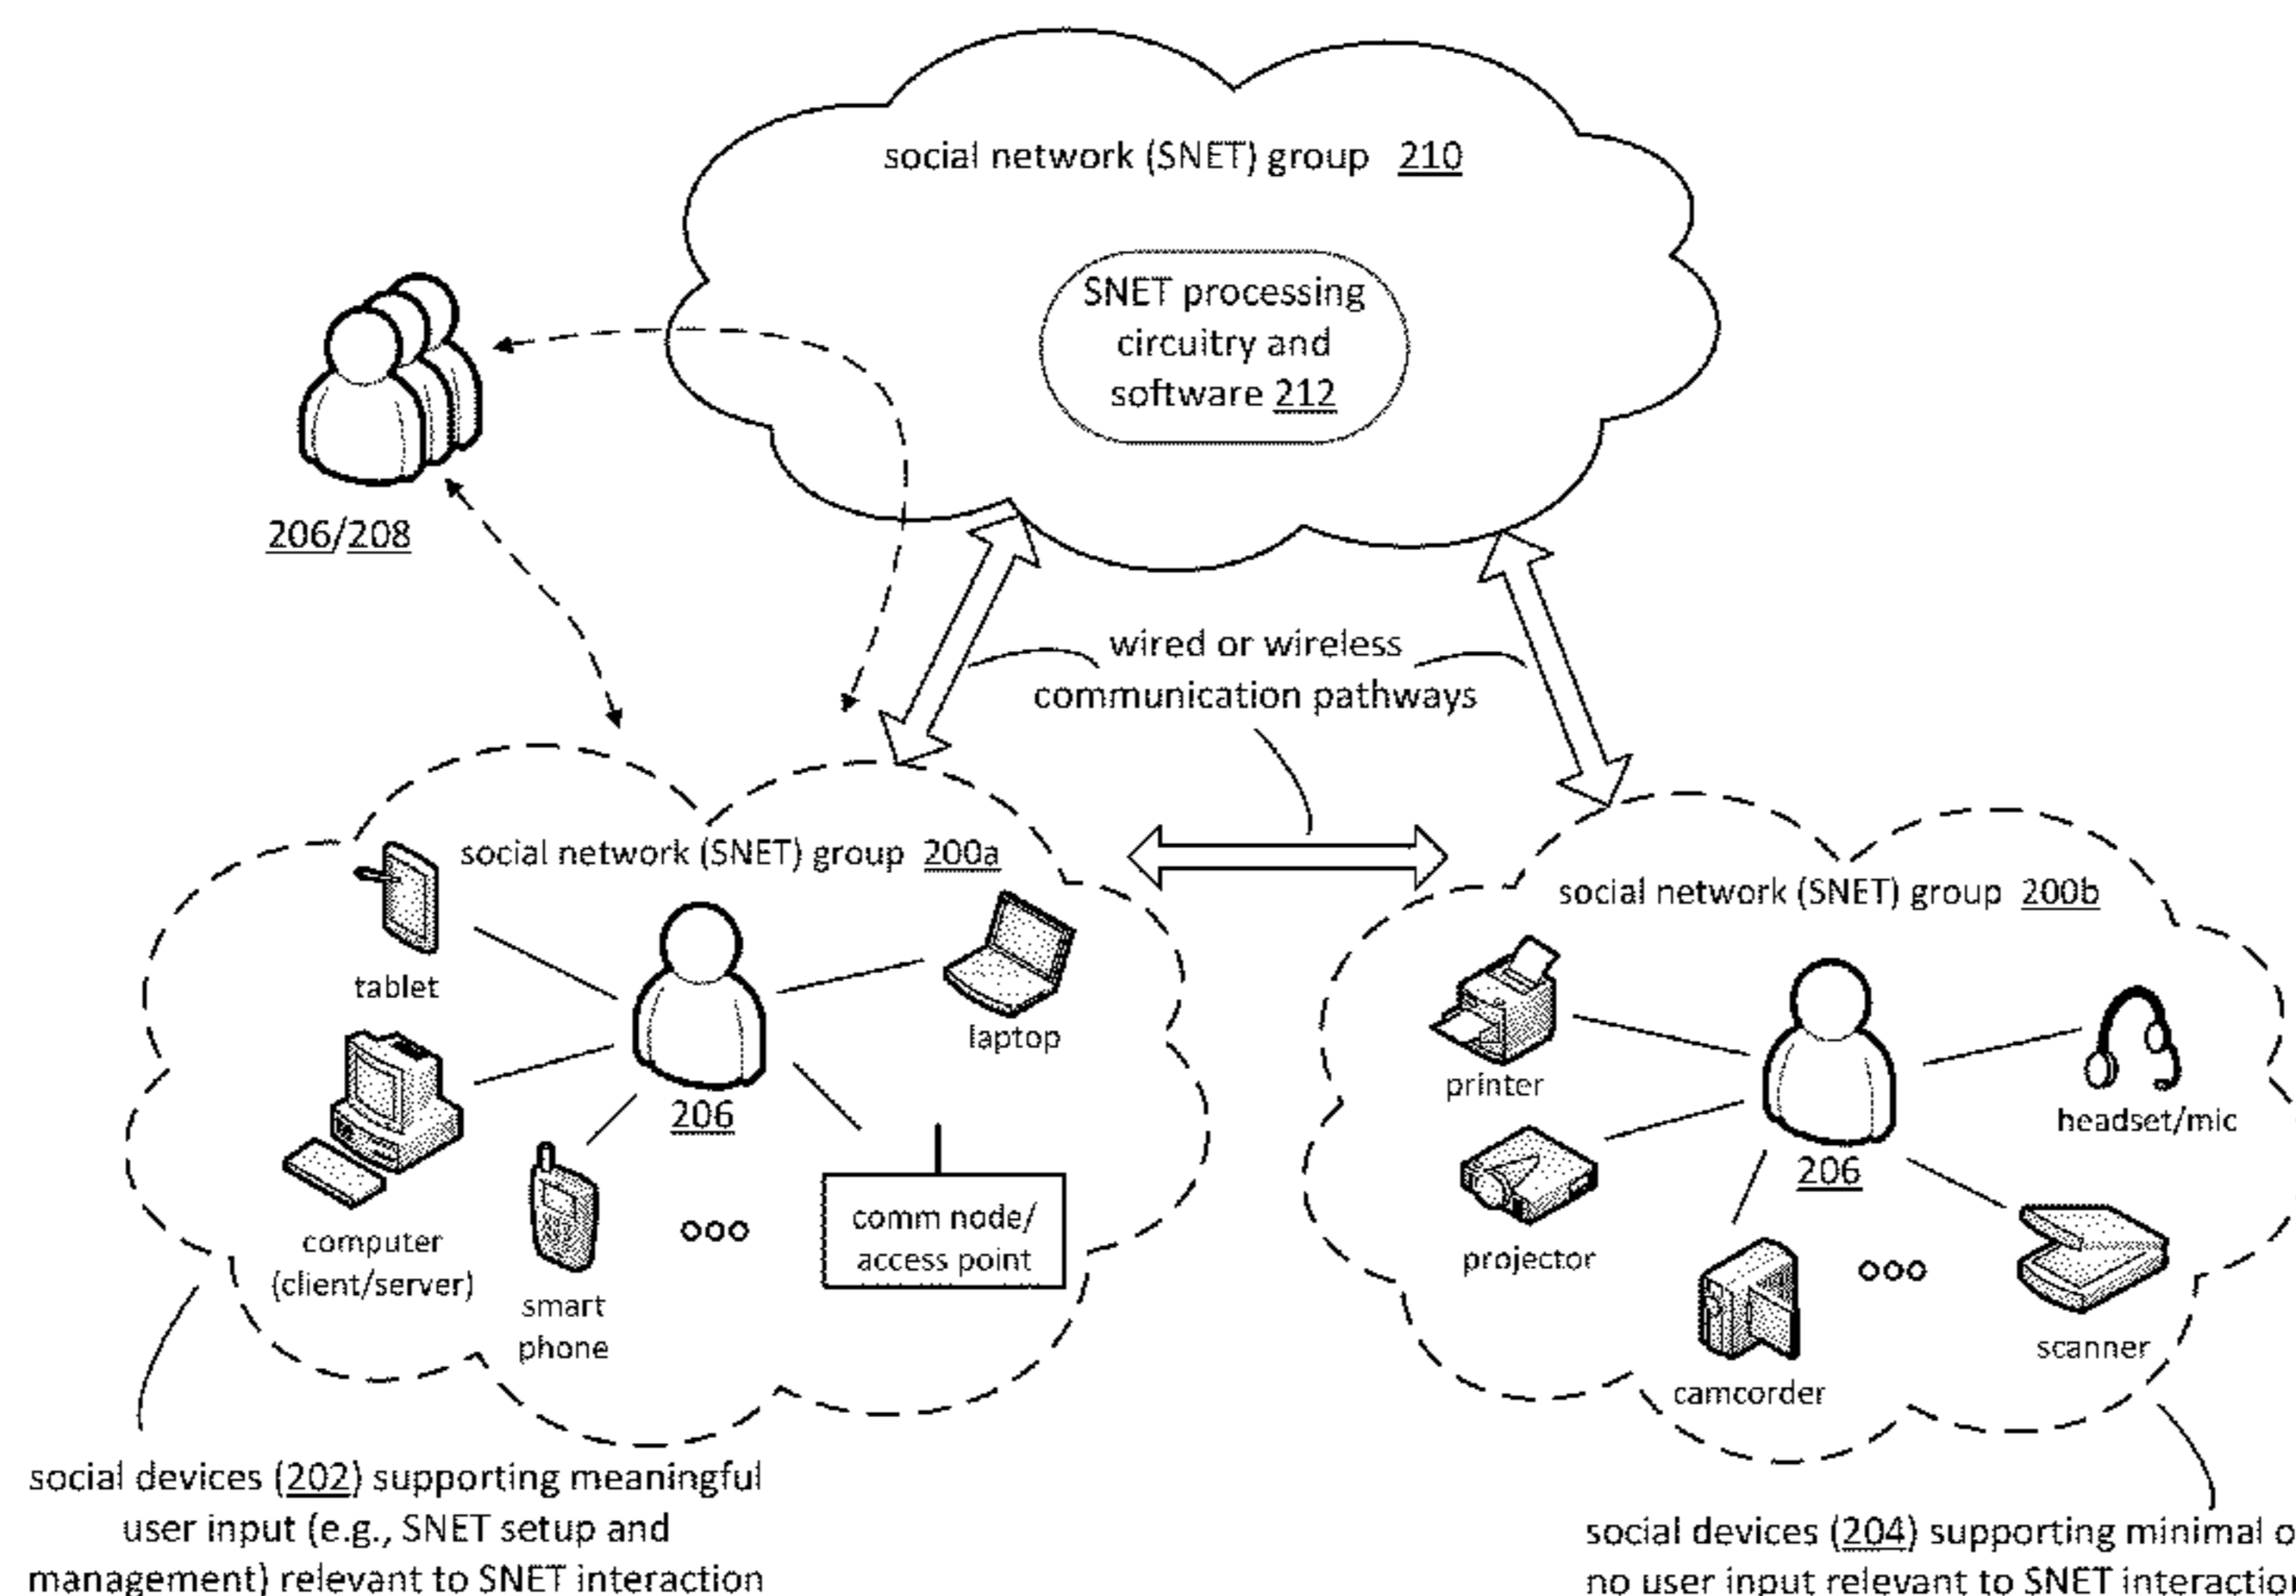 social network (SNET) group 210
SNET processing
circuitry and
software 212
206/208
wired or wireless
communication pathways
social network (SNET) group 200a
tablet
laptop
206
computer
(client/server)
smart
phone
ooo
comm node/
access point
social network (SNET) group 200b
printer
headset/mic
206
projector
ooo
camcorder
scanner
social devices (202) supporting meaningful
user input (e.g., SNET setup and
management) relevant to SNET interaction
social devices (204) supporting minimal o
no user input relevant to SNET interaction